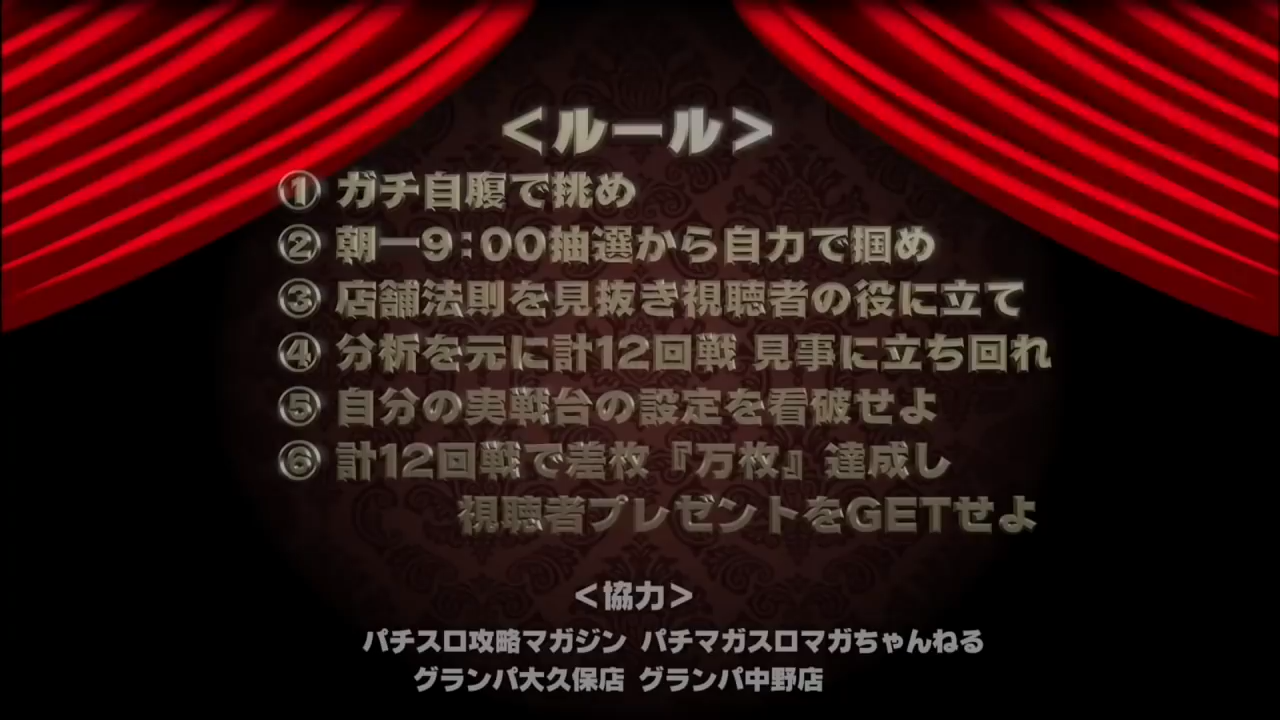 <ルール>
① ガチ自腹で挑め
② 朝一9:00抽選から自力で掴め
③ 店舗法則を見抜き視聴者の役に立て
④ 分析を元に計12回戦 見事に立ち回れ
⑤ 自分の実戦台の設定を看破せよ
⑥ 計12回戦で差枚『万枚』達成し
視聴者プレゼントをGETせよ
<協力>
パチスロ攻略マガジン パチマガスロマガちゃんねる
グランパ大久保店 グランパ中野店